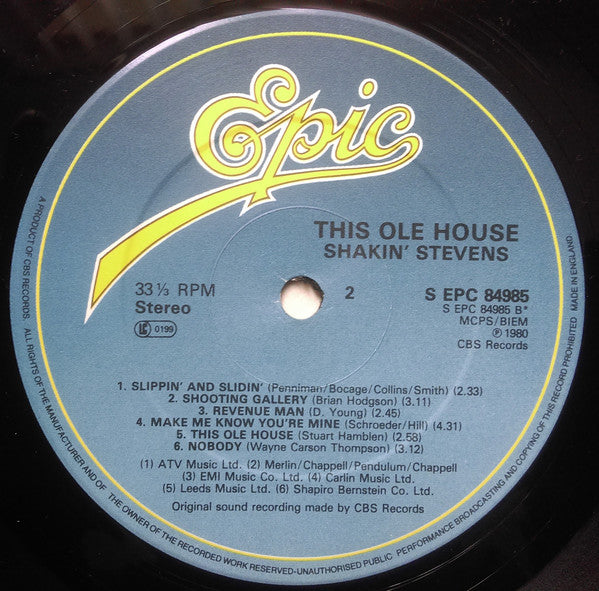 Epic
THIS OLE HOUSE
SHAKIN' STEVENS
33⅓ RPM
Stereo
LC 0199
2
S EPC 84985
S EPC 84985 B*
MCPS/BIEM
℗ 1980
CBS Records
1. SLIPPIN' AND SLIDIN' (Penniman/Bocage/Collins/Smith) (2.33)
2. SHOOTING GALLERY (Brian Hodgson) (3.11)
3. REVENUE MAN (D. Young) (2.45)
4. MAKE ME KNOW YOU'RE MINE (Schroeder/Hill) (4.31)
5. THIS OLE HOUSE (Stuart Hamblen) (2.58)
6. NOBODY (Wayne Carson Thompson) (3.12)
(1) ATV Music Ltd. (2) Merlin/Chappell/Pendulum/Chappell
(3) EMI Music Co. Ltd. (4) Carlin Music Ltd.
(5) Leeds Music Ltd. (6) Shapiro Bernstein Co. Ltd.
Original sound recording made by CBS Records
A PRODUCT OF CBS RECORDS. ALL RIGHTS OF THE MANUFACTURER AND OF THE OWNER OF THE RECORDED WORK RESERVED-UNAUTHORISED PUBLIC PERFORMANCE BROADCASTING AND COPYING OF THIS RECORD PROHIBITED MADE IN ENGLAND.